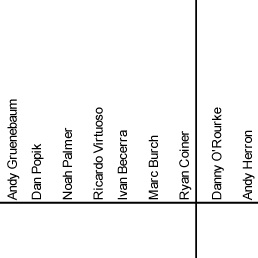 Andy Gruenebaum
Dan Popik
Noah Palmer
Ricardo Virtuoso
Ivan Becerra
Marc Burch
Ryan Coiner
Danny O'Rourke
Andy Herron